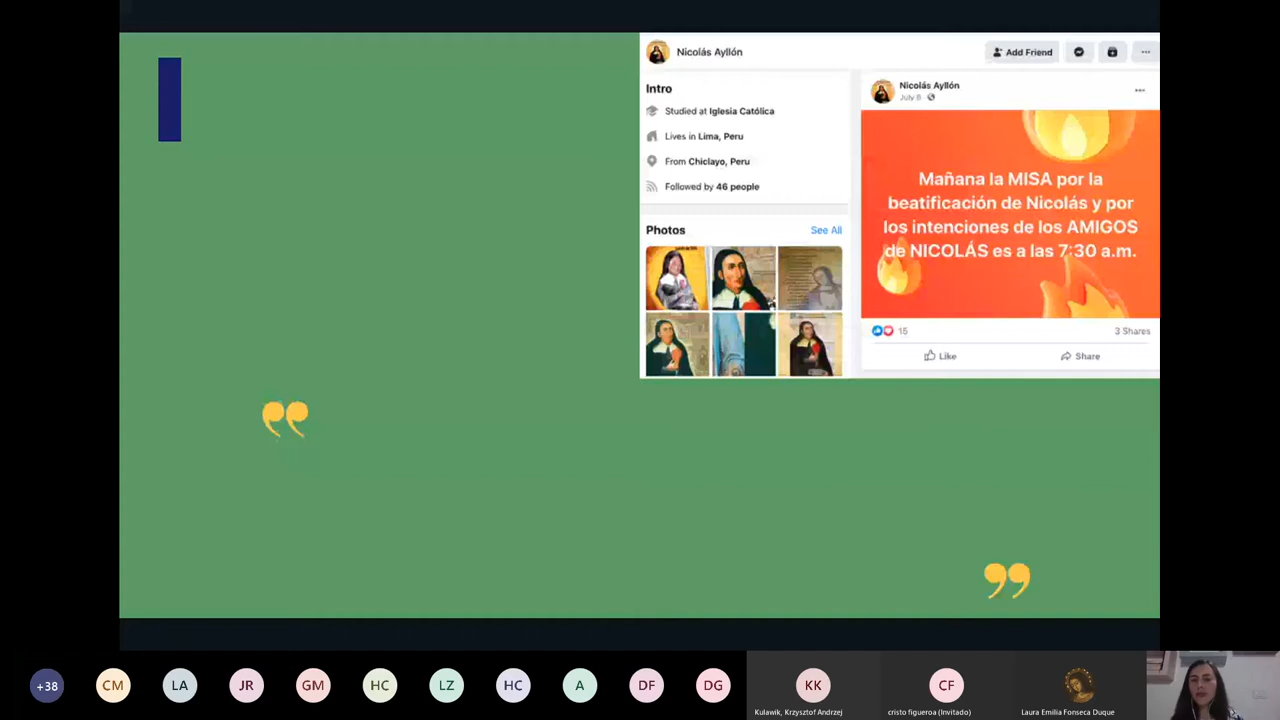 Nicolás Ayllón
Add Friend
Intro
Studied at Iglesia Católica
Lives in Lima, Peru
From Chiclayo, Peru
Followed by 46 people
Photos
See All
Nicolás Ayllón
July 8
Mañana la MISA por la
beatificación de Nicolás y por
los intenciones de los AMIGOS
de NICOLÁS es a las 7:30 a.m.
15
3 Shares
Like
Share
❟❟
❟❟
+38
CM
LA
JR
GM
HC
LZ
HC
A
DF
DG
KK
CF
Kulawik, Krzysztof Andrzej
cristo figueroa (Invitado)
Laura Emilia Fonseca Duque